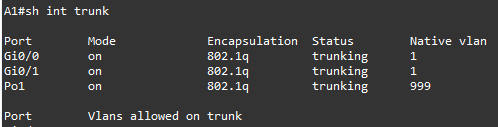 A1#sh int trunk
Port Mode Encapsulation Status Native vlan
Gi0/0 on 802.1q trunking 1
Gi0/1 on 802.1q trunking 1
Po1 on 802.1q trunking 999
Port Vlans allowed on trunk